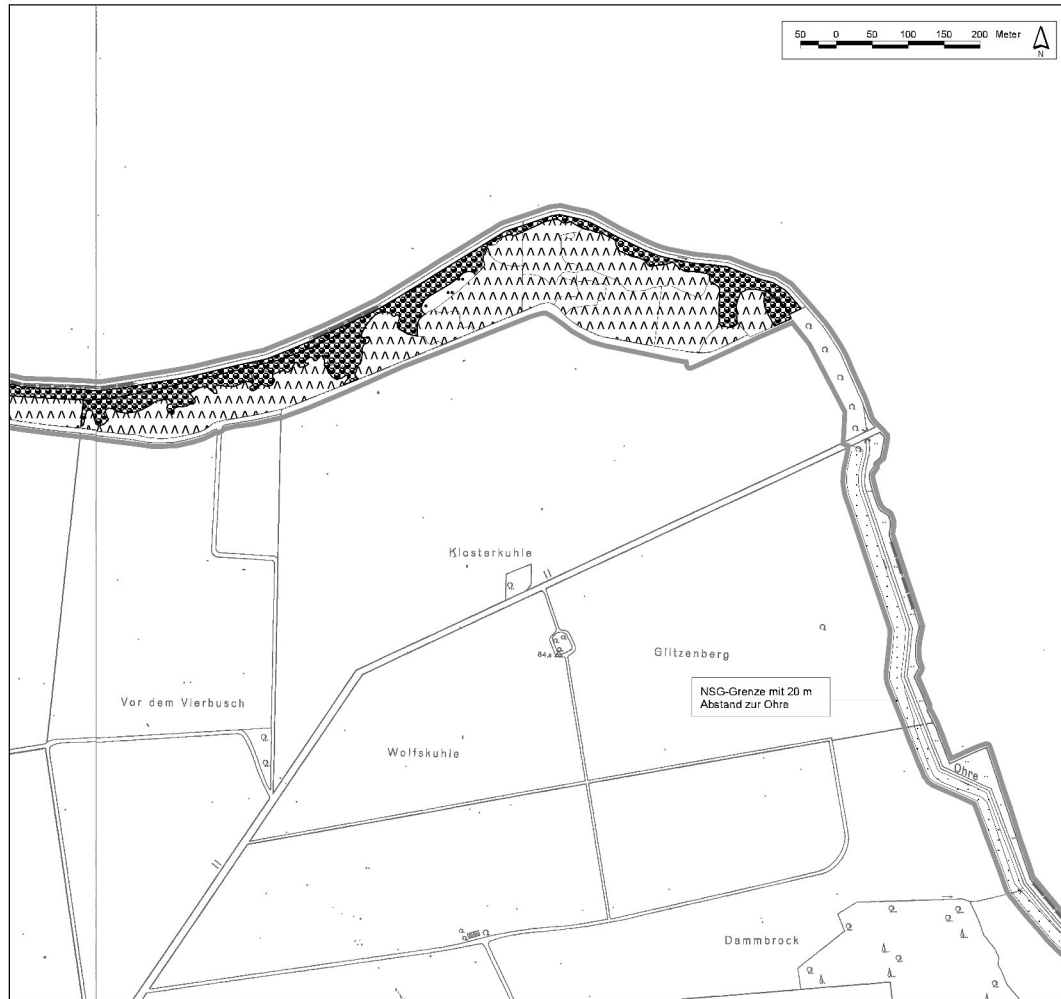 50 0 50 100 150 200 Meter
N
Klosterkuhle
84,8
Glitzenberg
NSG-Grenze mit 20 m
Abstand zur Ohre
Vor dem Vierbusch
Wolfskuhle
Ohre
Dammbrock